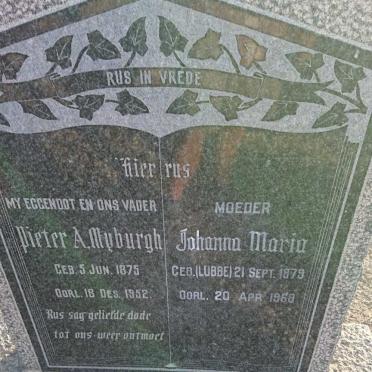 RUS IN VREDE
Hier rus
MY EGGENOOT EN ONS VADER
Pieter A. Myburgh
GEB. 5 JUN. 1875
OORL. 18 DES. 1952.
Rus sag geliefde dode
tot ons weer ontmoet
MOEDER
Johanna Maria
GEB. (LUBBE) 21 SEPT. 1879
OORL. 20 APR. 1968